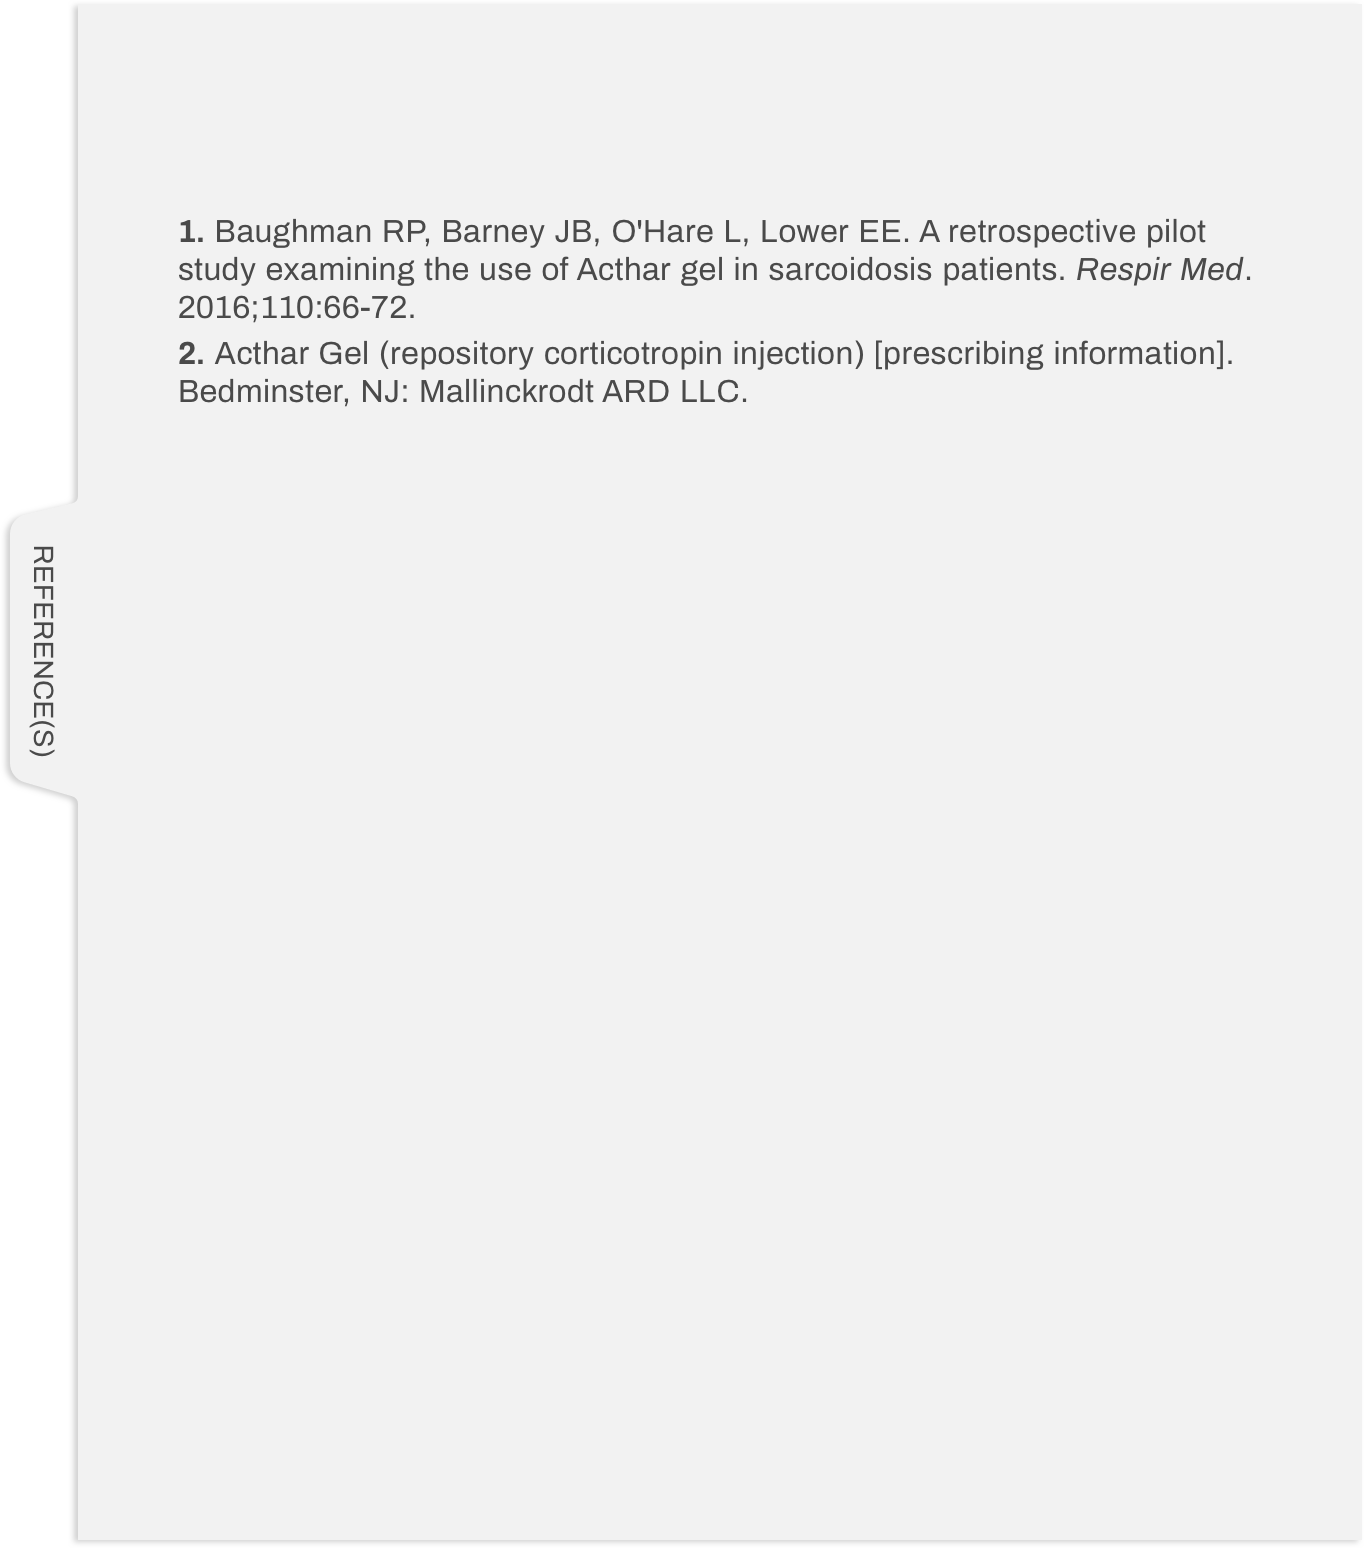 1. Baughman RP, Barney JB, O'Hare L, Lower EE. A retrospective pilot
study examining the use of Acthar gel in sarcoidosis patients. Respir Med.
2016;110:66-72.
2. Acthar Gel (repository corticotropin injection) [prescribing information].
Bedminster, NJ: Mallinckrodt ARD LLC.
REFERENCE(S)